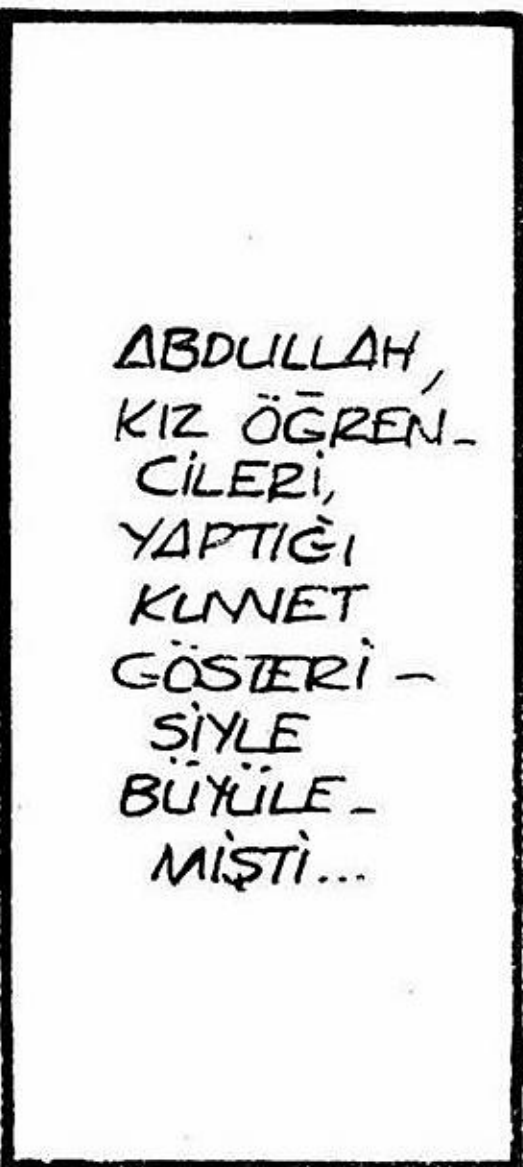 ABDULLAH,
KIZ ÖĞREN-
CİLERİ,
YAPTIĞI
KUVVET
GÖSTERİ-
SİYLE
BÜYÜLE-
MİŞTİ...